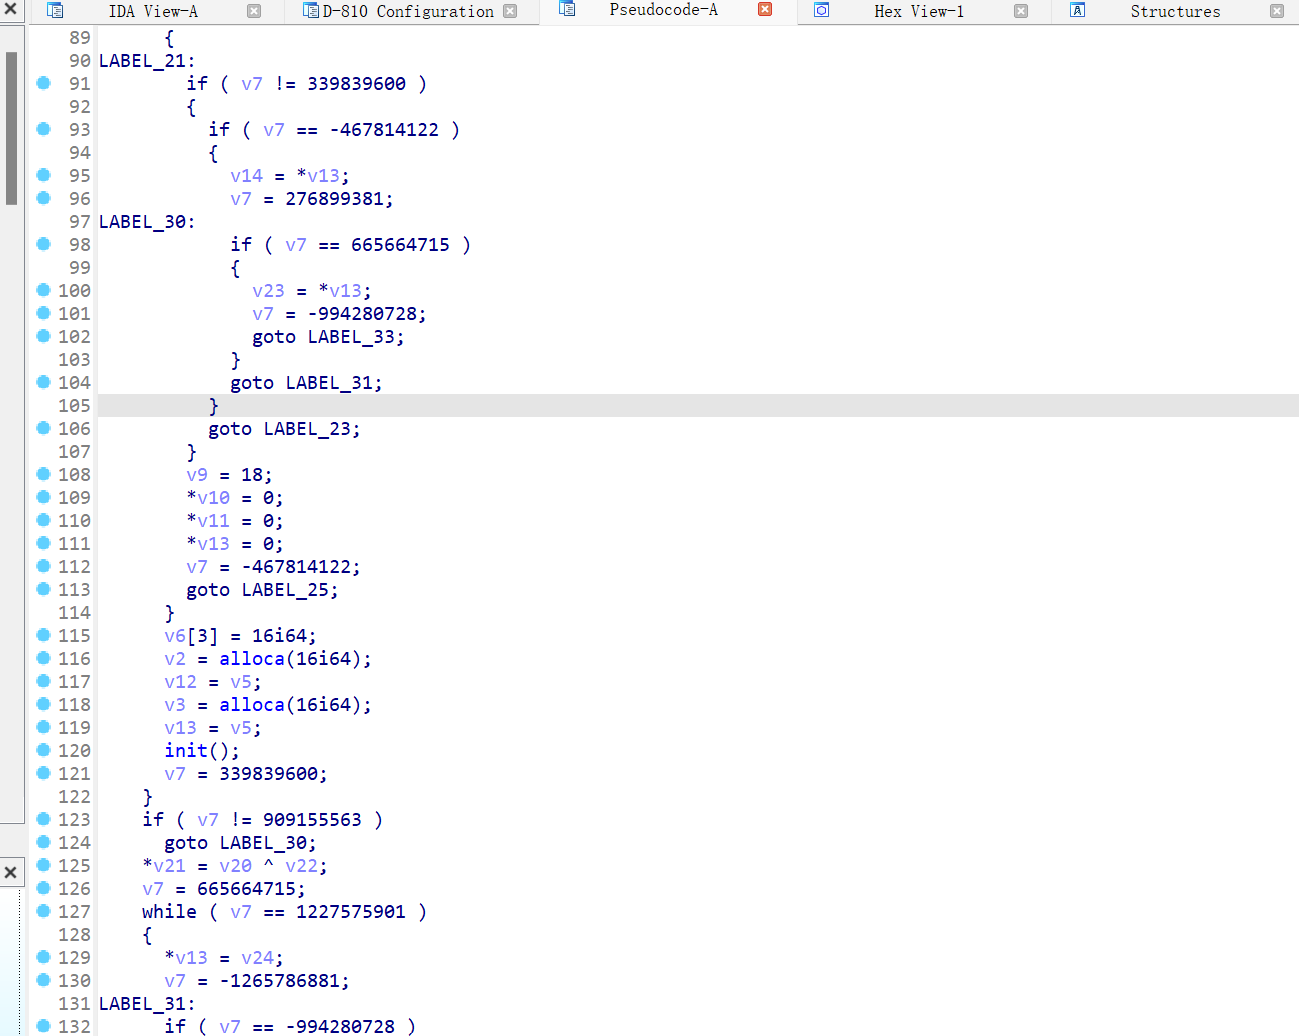 IDA View-A D-810 Configuration Pseudocode-A Hex View-1 Structures
89 {
90 LABEL_21:
91 if ( v7 != 339839600 )
92 {
93 if ( v7 == -467814122 )
94 {
95 v14 = *v13;
96 v7 = 276899381;
97 LABEL_30:
98 if ( v7 == 665664715 )
99 {
100 v23 = *v13;
101 v7 = -994280728;
102 goto LABEL_33;
103 }
104 goto LABEL_31;
105 }
106 goto LABEL_23;
107 }
108 v9 = 18;
109 *v10 = 0;
110 *v11 = 0;
111 *v13 = 0;
112 v7 = -467814122;
113 goto LABEL_25;
114 }
115 v6[3] = 16i64;
116 v2 = alloca(16i64);
117 v12 = v5;
118 v3 = alloca(16i64);
119 v13 = v5;
120 init();
121 v7 = 339839600;
122 }
123 if ( v7 != 909155563 )
124 goto LABEL_30;
125 *v21 = v20 ^ v22;
126 v7 = 665664715;
127 while ( v7 == 1227575901 )
128 {
129 *v13 = v24;
130 v7 = -1265786881;
131 LABEL_31:
132 if ( v7 == -994280728 )